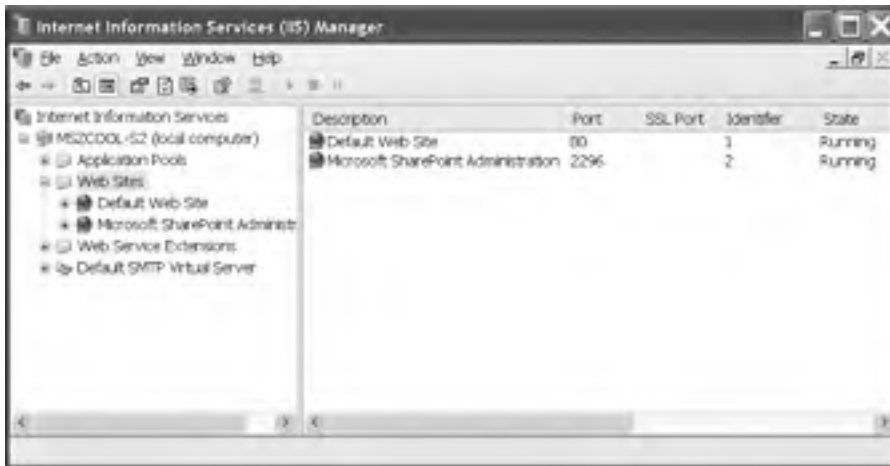 Internet Information Services (IIS) Manager
File Action View Window Help
Internet Information Services
MSZCOOL-S2 (local computer)
Application Pools
Web Sites
Default Web Site
Microsoft SharePoint Administr
Web Service Extensions
Default SMTP Virtual Server
Description Port SSL Port Identifier State
Default Web Site 80 1 Running
Microsoft SharePoint Administration 2296 2 Running